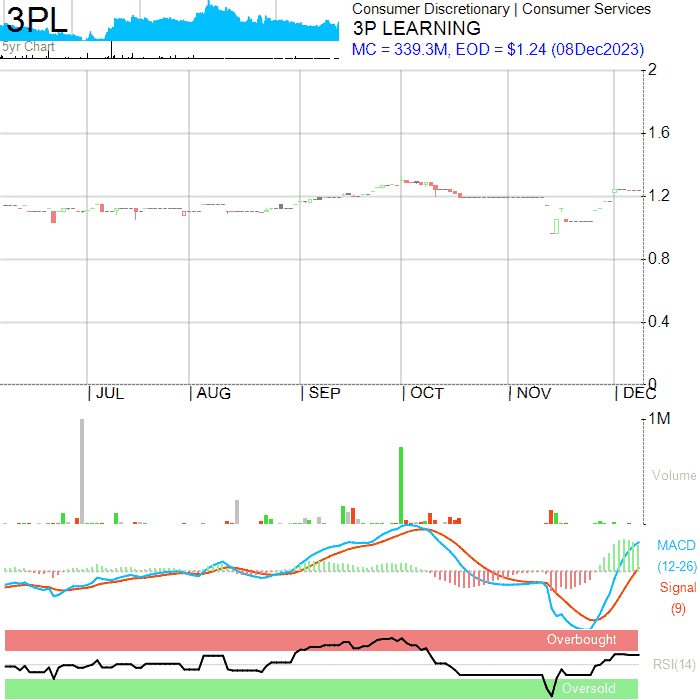 3PL
5yr Chart
Consumer Discretionary | Consumer Services
3P LEARNING
MC = 339.3M, EOD = $1.24 (08Dec2023)
2
1.6
1.2
0.8
0.4
0
| JUL | AUG | SEP | OCT | NOV | DEC
1M
Volume
MACD
(12-26)
Signal
(9)
Overbought
RSI(14)
Oversold